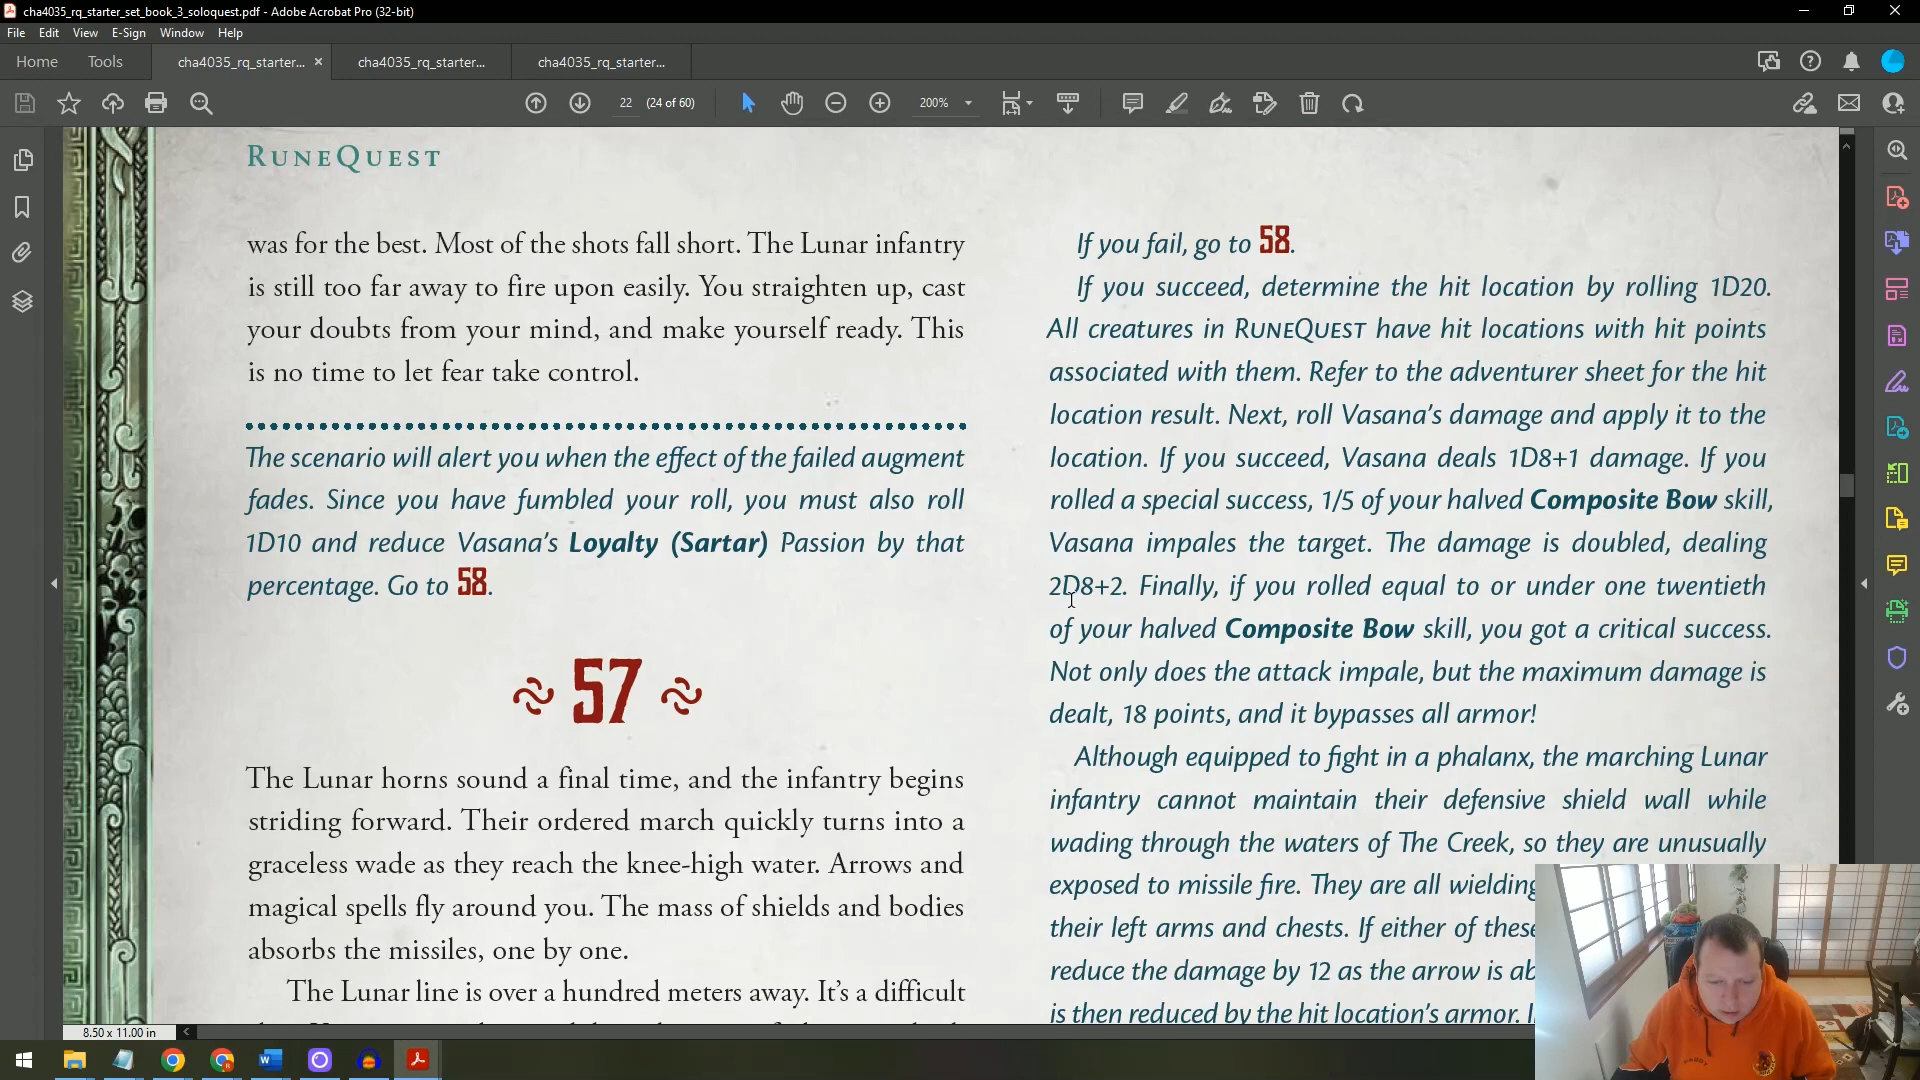 cha4035_rq_starter_set_book_3_soloquest.pdf - Adobe Acrobat Pro (32-bit)
File Edit View E-Sign Window Help
Home Tools cha4035_rq_starter... × cha4035_rq_starter... cha4035_rq_starter...
22 (24 of 60) 200%
RUNEQUEST
was for the best. Most of the shots fall short. The Lunar infantry
is still too far away to fire upon easily. You straighten up, cast
your doubts from your mind, and make yourself ready. This
is no time to let fear take control.
The scenario will alert you when the effect of the failed augment
fades. Since you have fumbled your roll, you must also roll
1D10 and reduce Vasana's Loyalty (Sartar) Passion by that
percentage. Go to 58.
57
The Lunar horns sound a final time, and the infantry begins
striding forward. Their ordered march quickly turns into a
graceless wade as they reach the knee-high water. Arrows and
magical spells fly around you. The mass of shields and bodies
absorbs the missiles, one by one.
The Lunar line is over a hundred meters away. It's a difficult
If you fail, go to 58.
If you succeed, determine the hit location by rolling 1D20.
All creatures in RUNEQUEST have hit locations with hit points
associated with them. Refer to the adventurer sheet for the hit
location result. Next, roll Vasana's damage and apply it to the
location. If you succeed, Vasana deals 1D8+1 damage. If you
rolled a special success, 1/5 of your halved Composite Bow skill,
Vasana impales the target. The damage is doubled, dealing
2D8+2. Finally, if you rolled equal to or under one twentieth
of your halved Composite Bow skill, you got a critical success.
Not only does the attack impale, but the maximum damage is
dealt, 18 points, and it bypasses all armor!
Although equipped to fight in a phalanx, the marching Lunar
infantry cannot maintain their defensive shield wall while
wading through the waters of The Creek, so they are unusually
exposed to missile fire. They are all wielding
their left arms and chests. If either of these
reduce the damage by 12 as the arrow is
is then reduced by the hit location's armor.
8.50 x 11.00 in